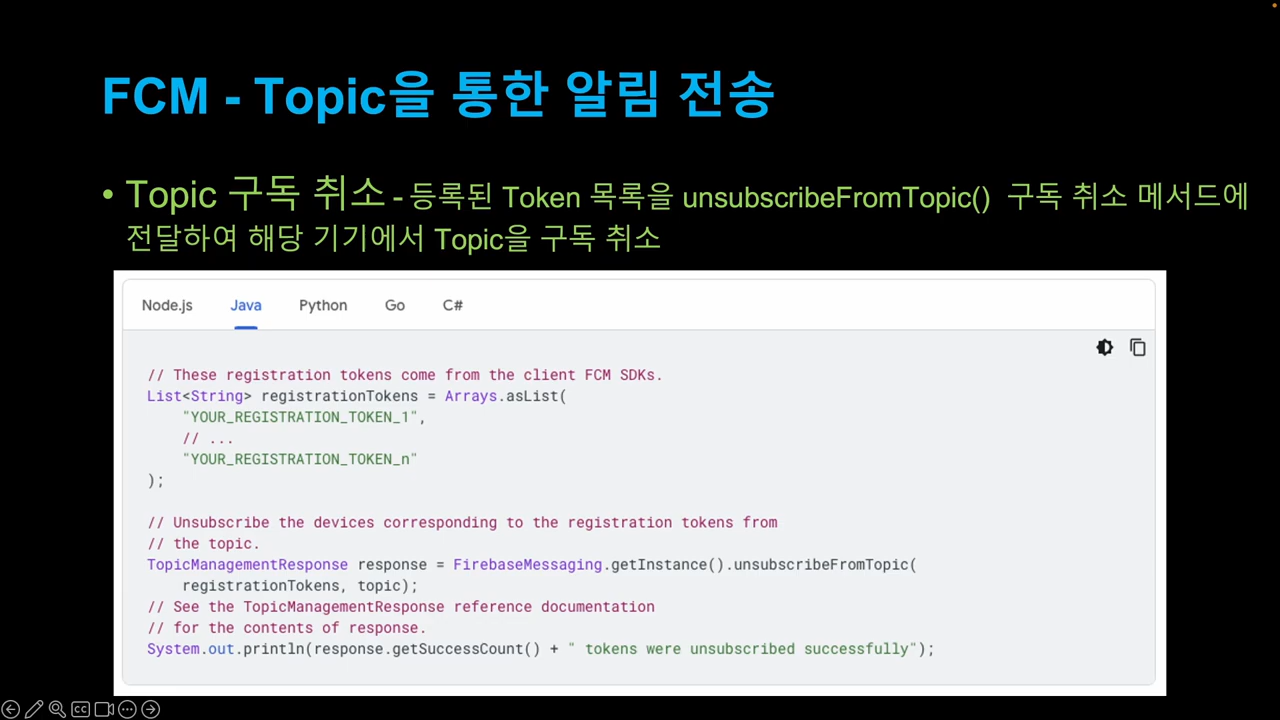 FCM - Topic을 통한 알림 전송
• Topic 구독 취소 - 등록된 Token 목록을 unsubscribeFromTopic() 구독 취소 메서드에
전달하여 해당 기기에서 Topic을 구독 취소
Node.js Java Python Go C#
// These registration tokens come from the client FCM SDKs.
List<String> registrationTokens = Arrays.asList(
    "YOUR_REGISTRATION_TOKEN_1",
    // ...
    "YOUR_REGISTRATION_TOKEN_n"
);
// Unsubscribe the devices corresponding to the registration tokens from
// the topic.
TopicManagementResponse response = FirebaseMessaging.getInstance().unsubscribeFromTopic(
    registrationTokens, topic);
// See the TopicManagementResponse reference documentation
// for the contents of response.
System.out.println(response.getSuccessCount() + " tokens were unsubscribed successfully");
CC